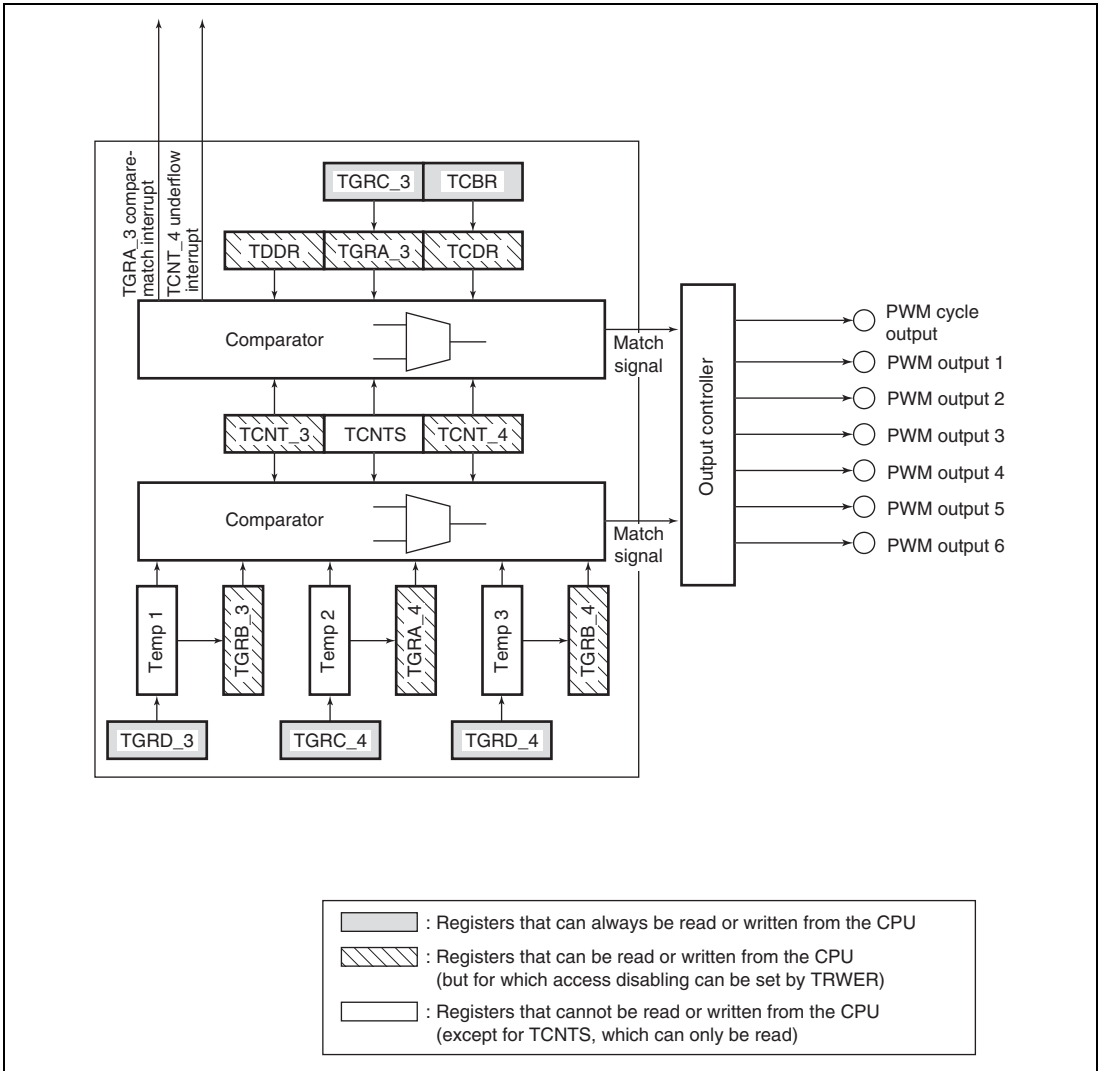 TGRA_3 compare-
match interrupt
TCNT_4 underflow
interrupt
TGRC_3
TCBR
TDDR
TGRA_3
TCDR
Comparator
Match
signal
TCNT_3
TCNTS
TCNT_4
Comparator
Match
signal
Temp 1
TGRB_3
Temp 2
TGRA_4
Temp 3
TGRB_4
TGRD_3
TGRC_4
TGRD_4
Output controller
PWM cycle
output
PWM output 1
PWM output 2
PWM output 3
PWM output 4
PWM output 5
PWM output 6
: Registers that can always be read or written from the CPU
: Registers that can be read or written from the CPU
(but for which access disabling can be set by TRWER)
: Registers that cannot be read or written from the CPU
(except for TCNTS, which can only be read)